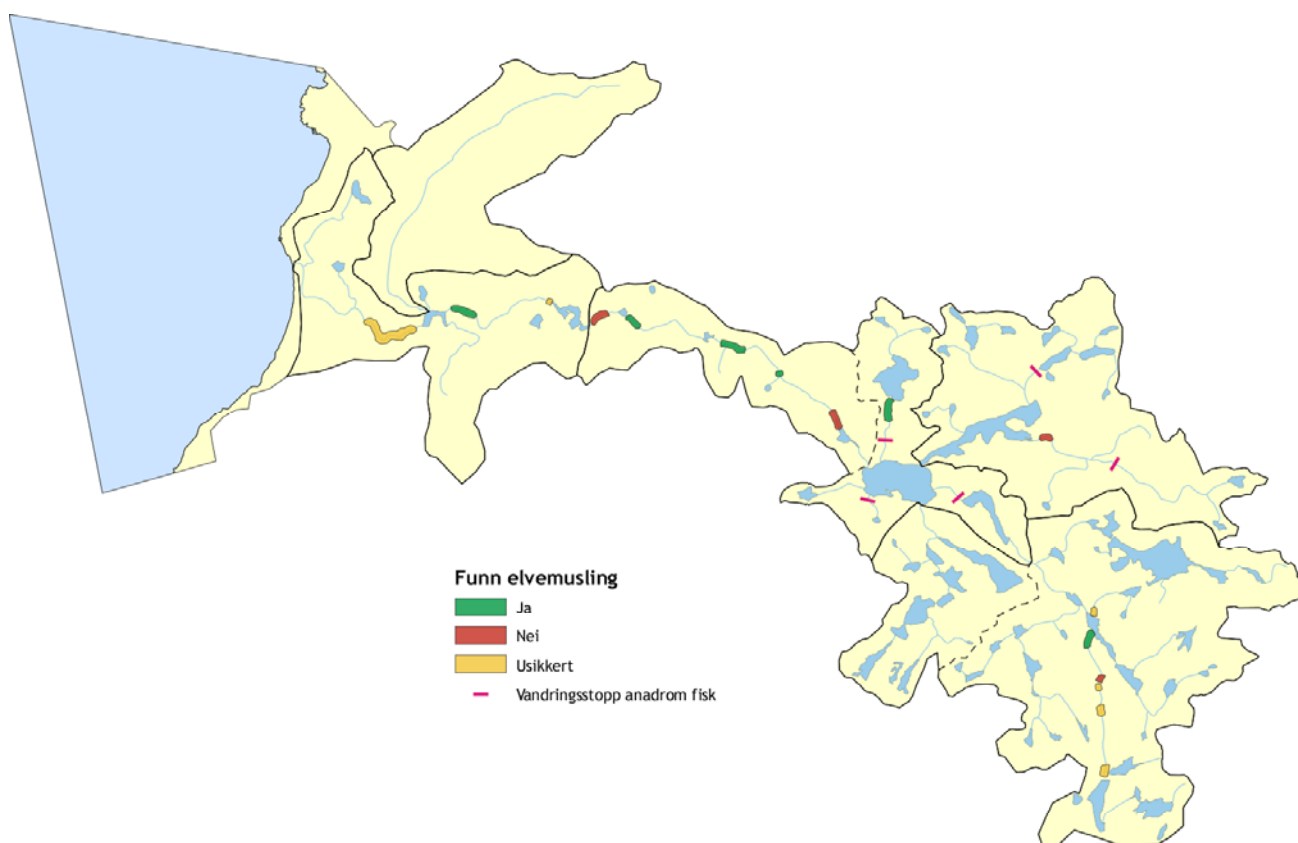 Funn elvemusling
Ja
Nei
Usikkert
Vandringsstopp anadrom fisk